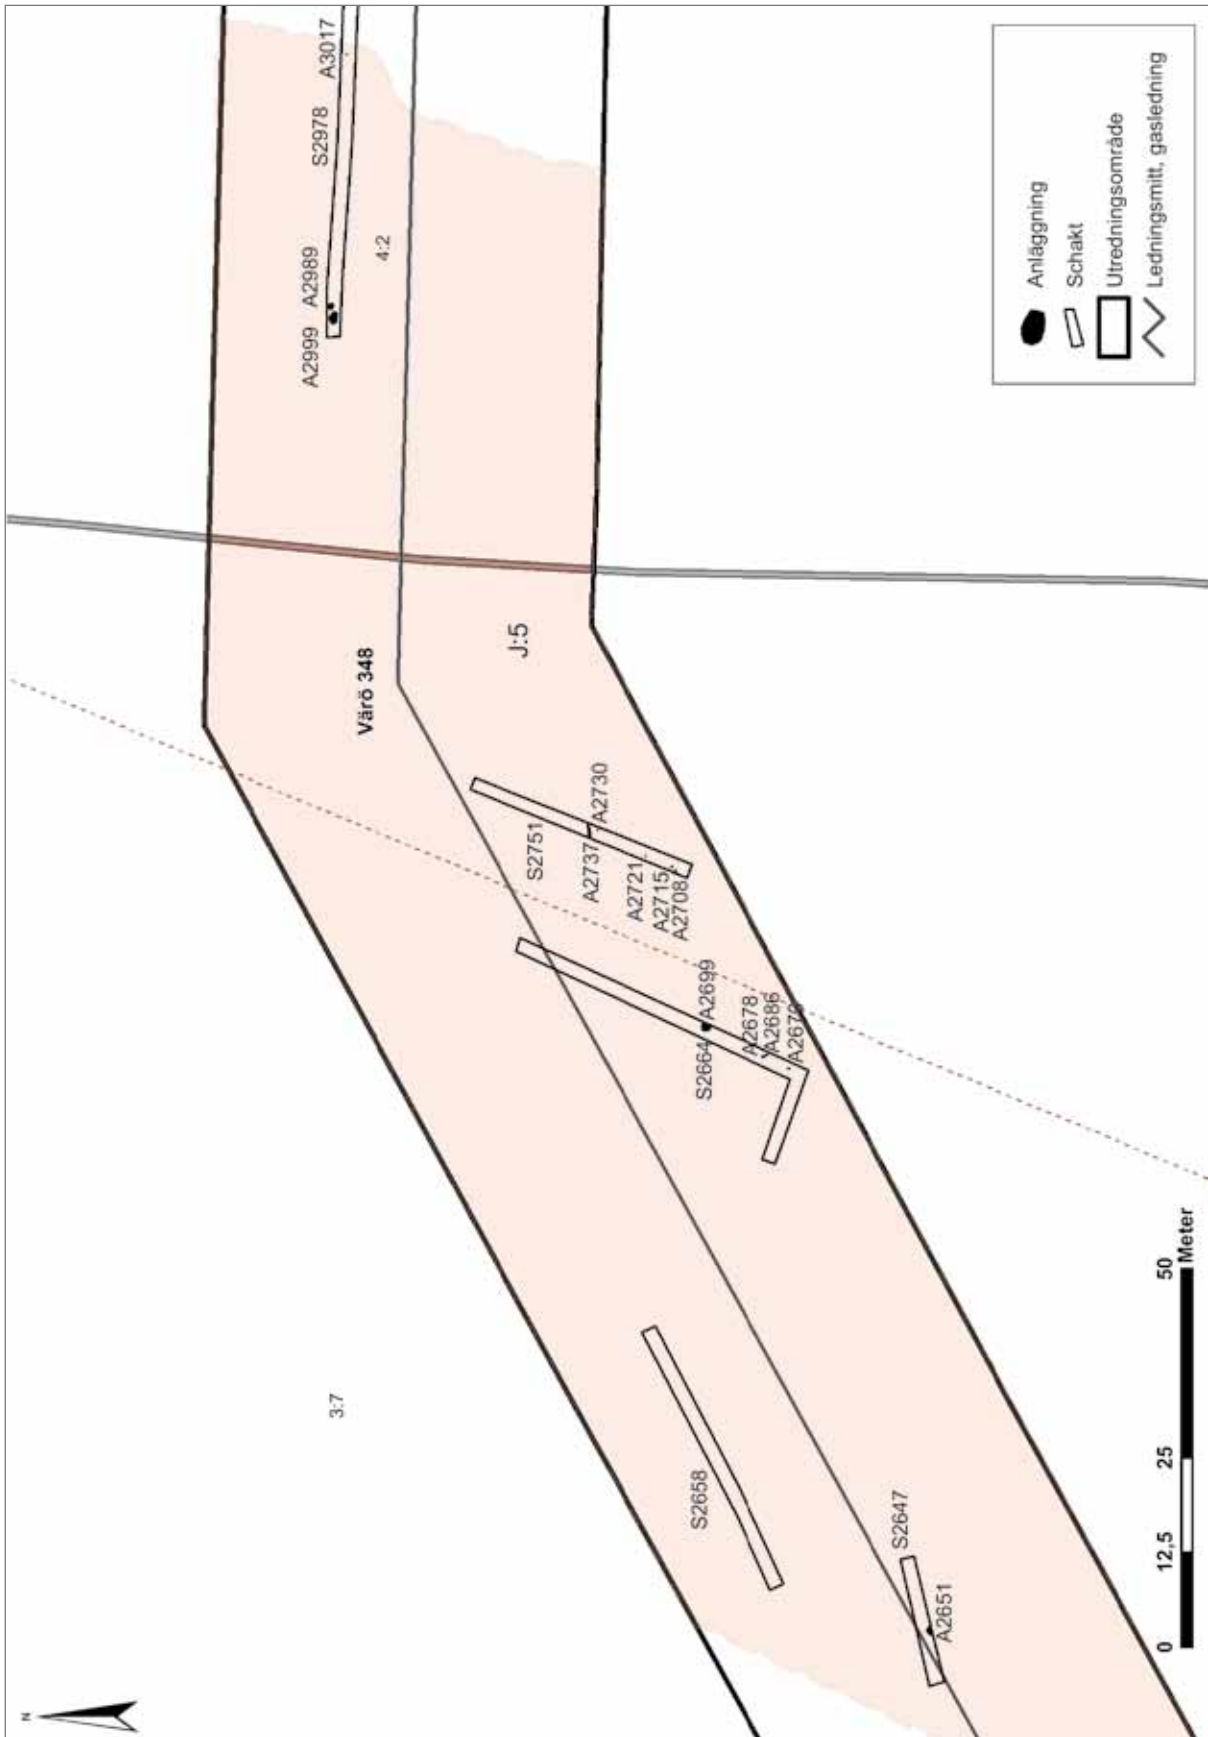 N
3:7
A2999
A2989
S2978
A3017
4:2
Värö 348
J:5
S2751
A2737
A2730
A2721
A2715
A2708
S2664
A2699
A2678
A2686
S2658
S2647
A2651
0
12,5
25
50
Meter
Anläggning
Schakt
Utredningsområde
Ledningsmitt, gasledning